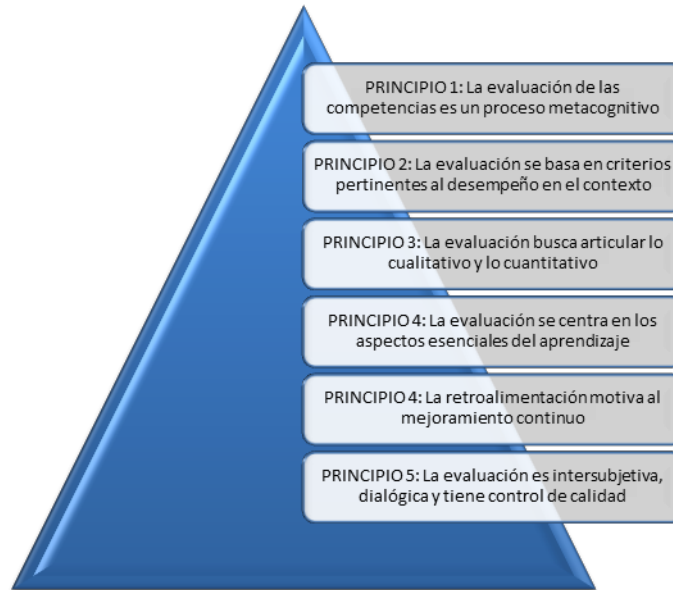 PRINCIPIO 1: La evaluación de las
competencias es un proceso metacognitivo
PRINCIPIO 2: La evaluación se basa en criterios
pertinentes al desempeño en el contexto
PRINCIPIO 3: La evaluación busca articular lo
cualitativo y lo cuantitativo
PRINCIPIO 4: La evaluación se centra en los
aspectos esenciales del aprendizaje
PRINCIPIO 4: La retroalimentación motiva al
mejoramiento continuo
PRINCIPIO 5: La evaluación es intersubjetiva,
dialógica y tiene control de calidad